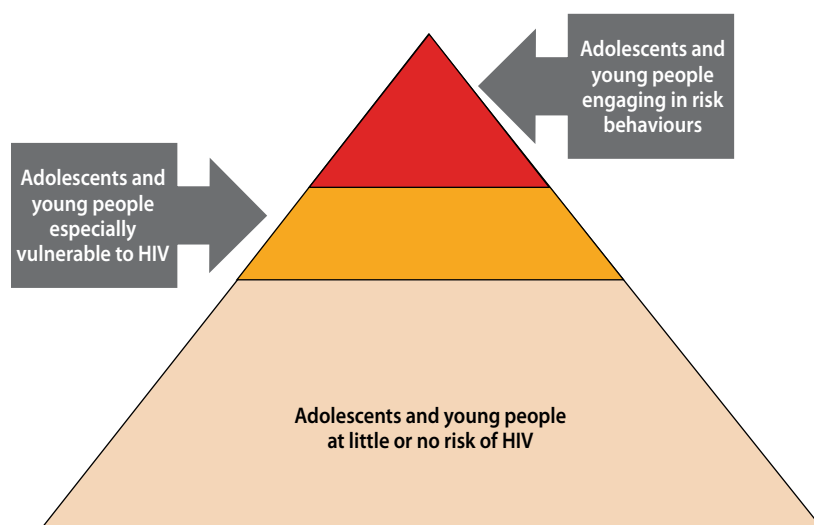 Adolescents and
young people
engaging in risk
behaviours
Adolescents and
young people
especially
vulnerable to HIV
Adolescents and young people
at little or no risk of HIV